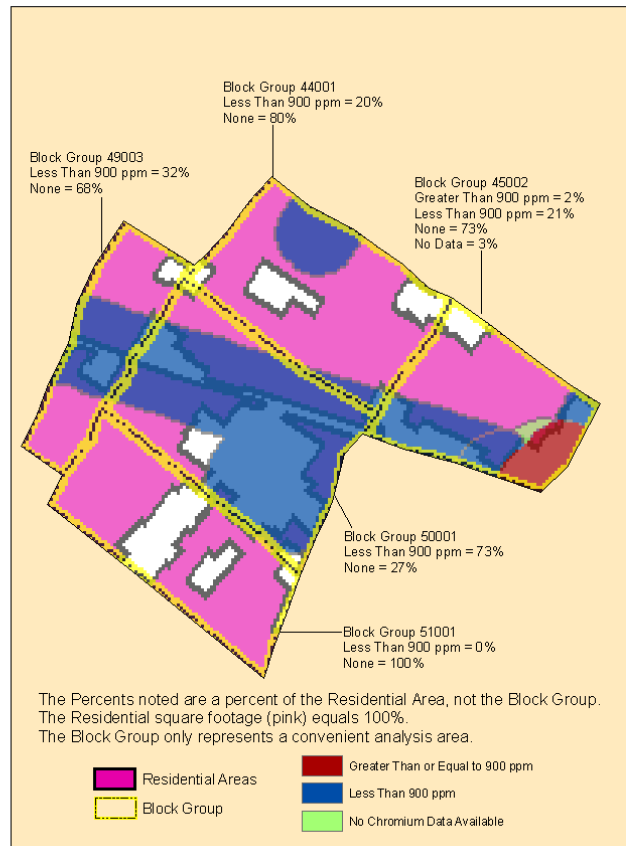 Block Group 44001
Less Than 900 ppm = 20%
None = 80%
Block Group 49003
Less Than 900 ppm = 32%
None = 68%
Block Group 45002
Greater Than 900 ppm = 2%
Less Than 900 ppm = 21%
None = 73%
No Data = 3%
Block Group 50001
Less Than 900 ppm = 73%
None = 27%
Block Group 51001
Less Than 900 ppm = 0%
None = 100%
The Percents noted are a percent of the Residential Area, not the Block Group.
The Residential square footage (pink) equals 100%.
The Block Group only represents a convenient analysis area.
Residential Areas
Block Group
Greater Than or Equal to 900 ppm
Less Than 900 ppm
No Chromium Data Available